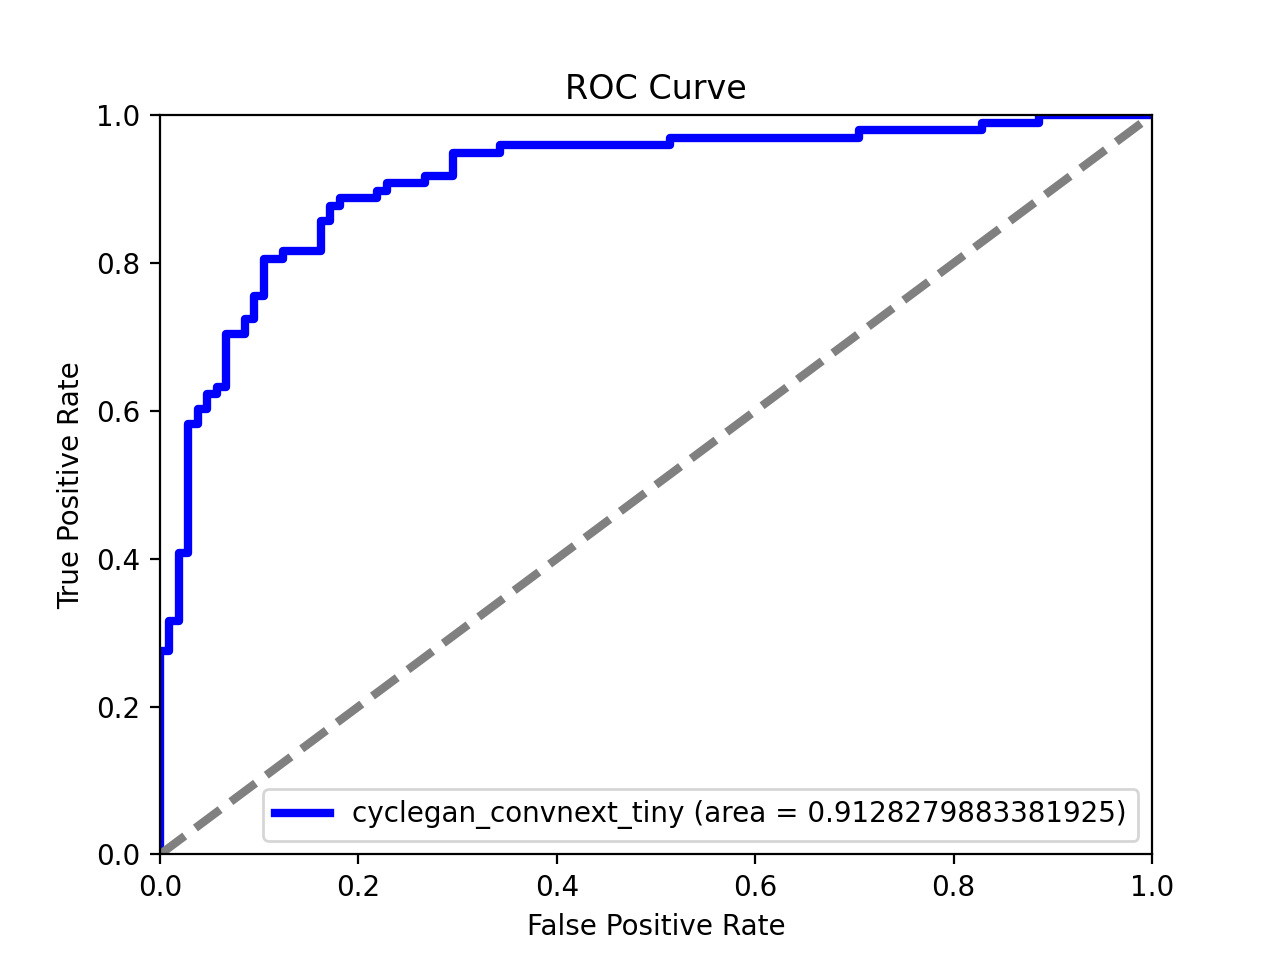 ROC Curve
1.0
0.8
0.6
0.4
0.2
0.0
True Positive Rate
cyclegan_convnext_tiny (area = 0.9128279883381925)
0.0 0.2 0.4 0.6 0.8 1.0
False Positive Rate